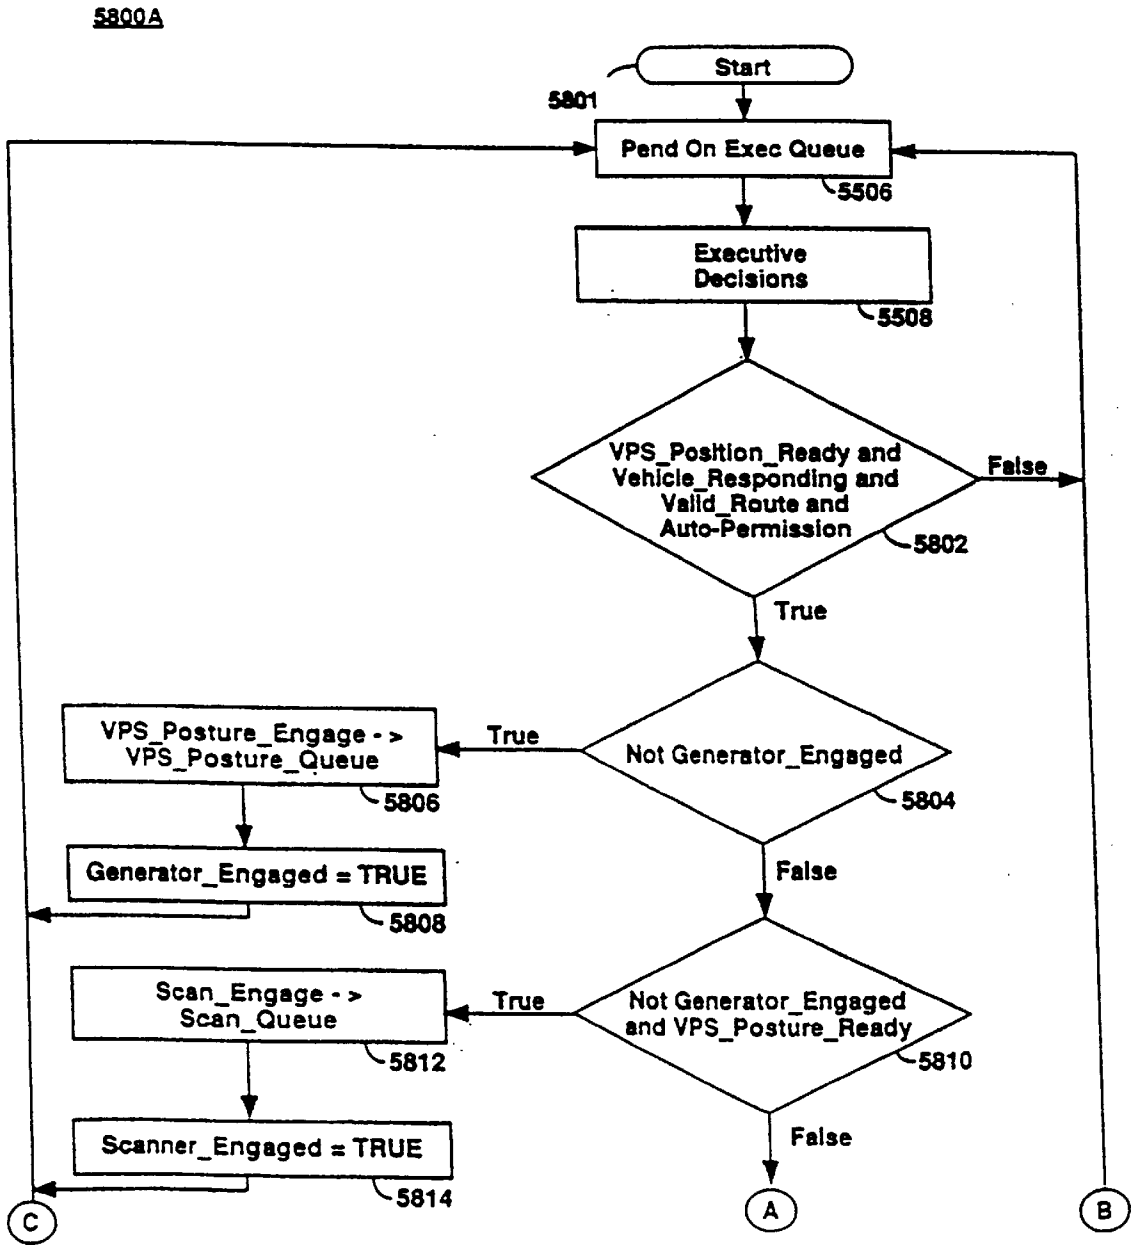 5800A
Start
5801
Pend On Exec Queue
5506
Executive
Decisions
5508
VPS_Position_Ready and
Vehicle_Responding and
Valid_Route and
Auto-Permission
False
5802
True
VPS_Posture_Engage - >
VPS_Posture_Queue
True
Not Generator_Engaged
5806
5804
Generator_Engaged = TRUE
False
5808
Scan_Engage - >
Scan_Queue
True
Not Generator_Engaged
and VPS_Posture_Ready
5812
5810
Scanner_Engaged = TRUE
False
5814
C
A
B